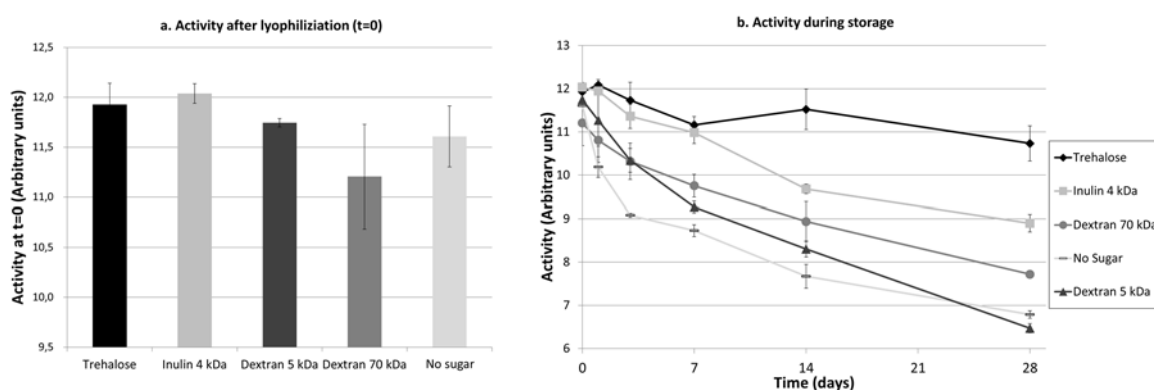 a. Activity after lyophiliziation (t=0)
Activity at t=0 (Arbitrary units)
12,5
12,0
11,5
11,0
10,5
10,0
9,5
Trehalose Inulin 4 kDa Dextran 5 kDa Dextran 70 kDa No sugar
b. Activity during storage
Activity (Arbitrary units)
13
12
11
10
9
8
7
6
0 7 14 21 28
Time (days)
Trehalose
Inulin 4 kDa
Dextran 70 kDa
No Sugar
Dextran 5 kDa